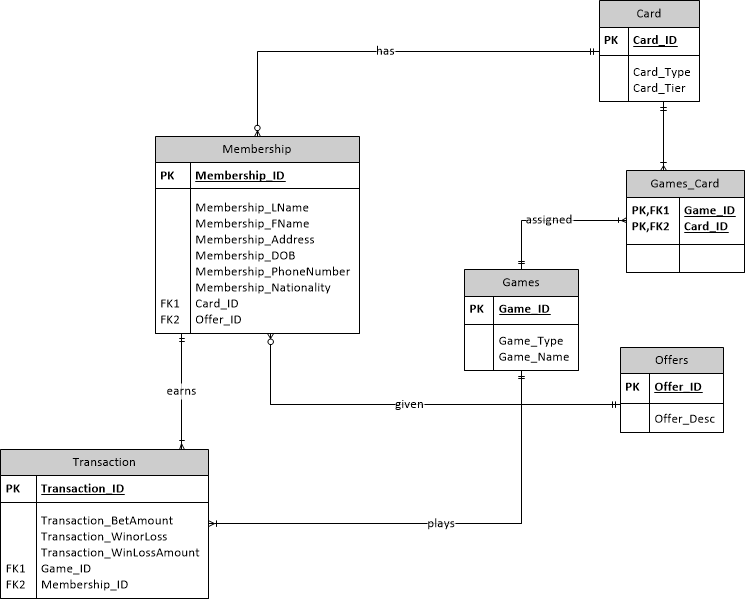 Card
PK Card_ID
Card_Type
Card_Tier
has
Membership
PK Membership_ID
Membership_LName
Membership_FName
Membership_Address
Membership_DOB
Membership_PhoneNumber
Membership_Nationality
FK1 Card_ID
FK2 Offer_ID
Games_Card
PK,FK1 Game_ID
PK,FK2 Card_ID
assigned
Games
PK Game_ID
Game_Type
Game_Name
Offers
PK Offer_ID
Offer_Desc
earns
given
Transaction
PK Transaction_ID
Transaction_BetAmount
Transaction_WinorLoss
Transaction_WinLossAmount
FK1 Game_ID
FK2 Membership_ID
plays